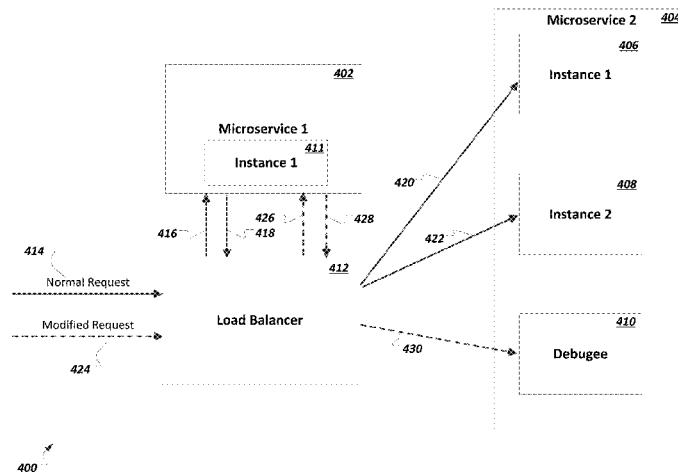 Microservice 2 404
402
406
Instance 1
Microservice 1
411
Instance 1
420
408
Instance 2
416
418
426
428
422
414
412
Normal Request
Load Balancer
Modified Request
424
430
410
Debugee
400